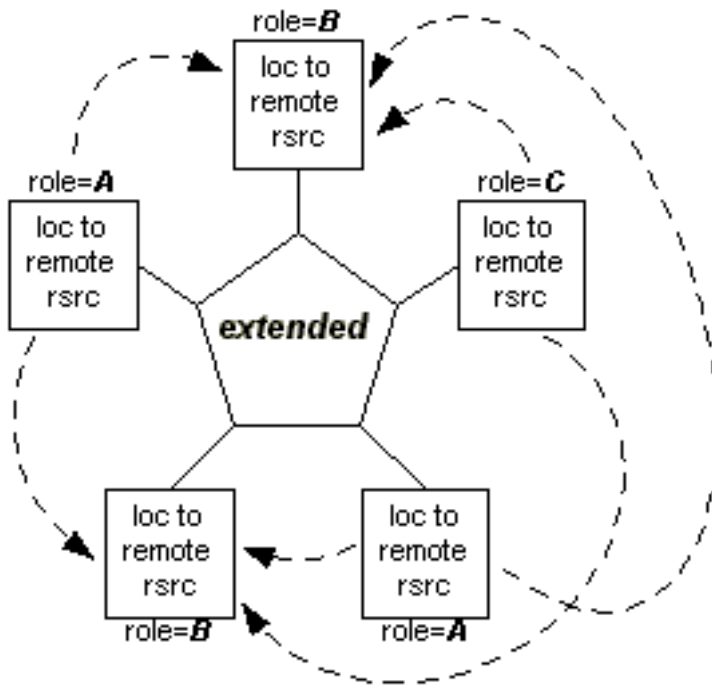 role=B
loc to
remote
rsrc
role=A
loc to
remote
rsrc
role=C
loc to
remote
rsrc
extended
loc to
remote
rsrc
role=B
loc to
remote
rsrc
role=A